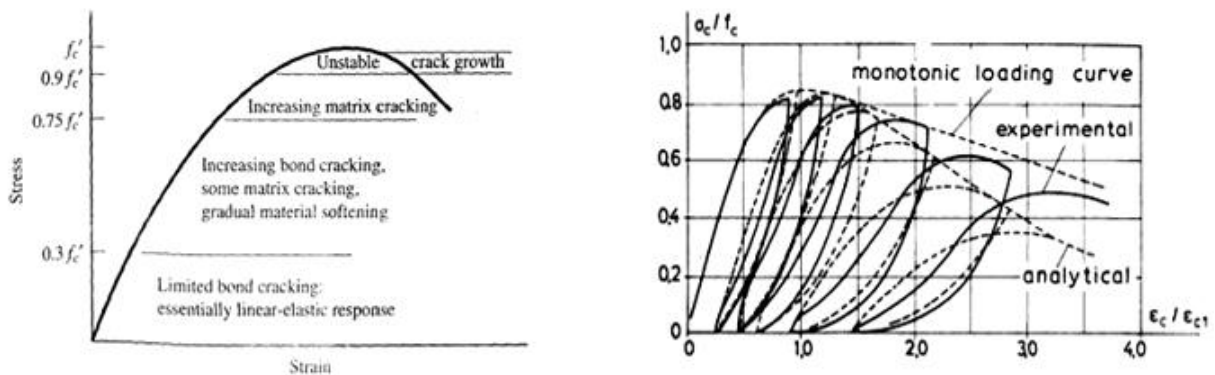 f'c
Unstable crack growth
0.9f'c
Increasing matrix cracking
0.75f'c
Increasing bond cracking,
some matrix cracking,
gradual material softening
0.3f'c
Limited bond cracking:
essentially linear-elastic response
Stress
Strain
σc/fc
1,0
0,8
0,6
0,4
0,2
0
monotonic loading curve
experimental
analytical
εc/εc1
0
1,0
2,0
3,0
4,0